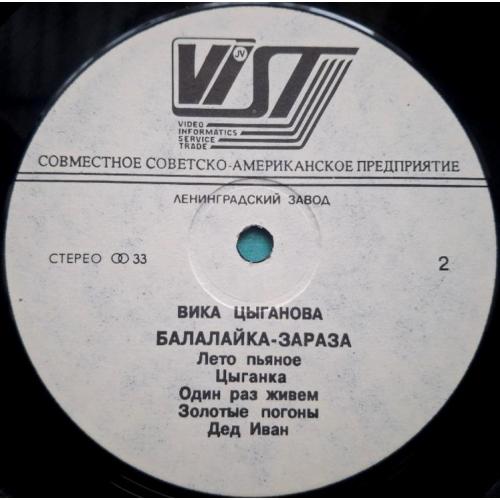 JV
VIST
VIDEO
INFORMATICS
SERVICE
TRADE
СОВМЕСТНОЕ СОВЕТСКО-АМЕРИКАНСКОЕ ПРЕДПРИЯТИЕ
ЛЕНИНГРАДСКИЙ ЗАВОД
СТЕРЕО 33
2
ВИКА ЦЫГАНОВА
БАЛАЛАЙКА-ЗАРАЗА
Лето пьяное
Цыганка
Один раз живем
Золотые погоны
Дед Иван